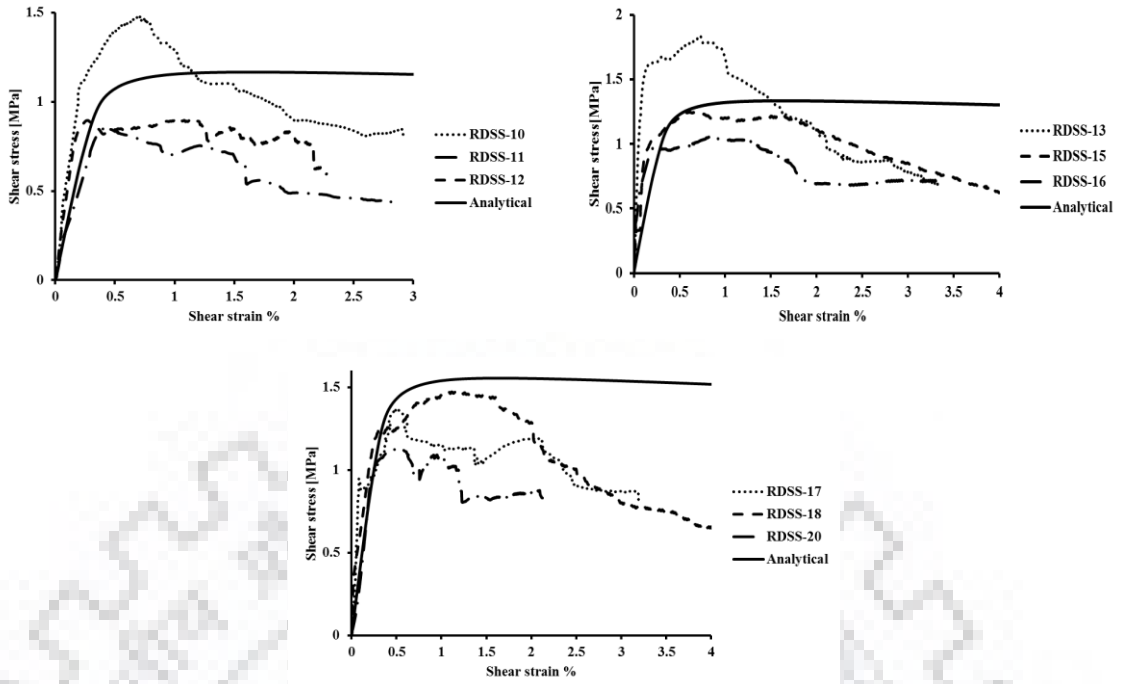 1.5
1
0.5
0
Shear stress [MPa]
0 0.5 1 1.5 2 2.5 3
Shear strain %
RDSS-10
RDSS-11
RDSS-12
Analytical
2
1.5
1
0.5
0
Shear stress [MPa]
0 0.5 1 1.5 2 2.5 3 3.5 4
Shear strain %
RDSS-13
RDSS-15
RDSS-16
Analytical
1.5
1
0.5
0
Shear stress [MPa]
0 0.5 1 1.5 2 2.5 3 3.5 4
Shear strain %
RDSS-17
RDSS-18
RDSS-20
Analytical